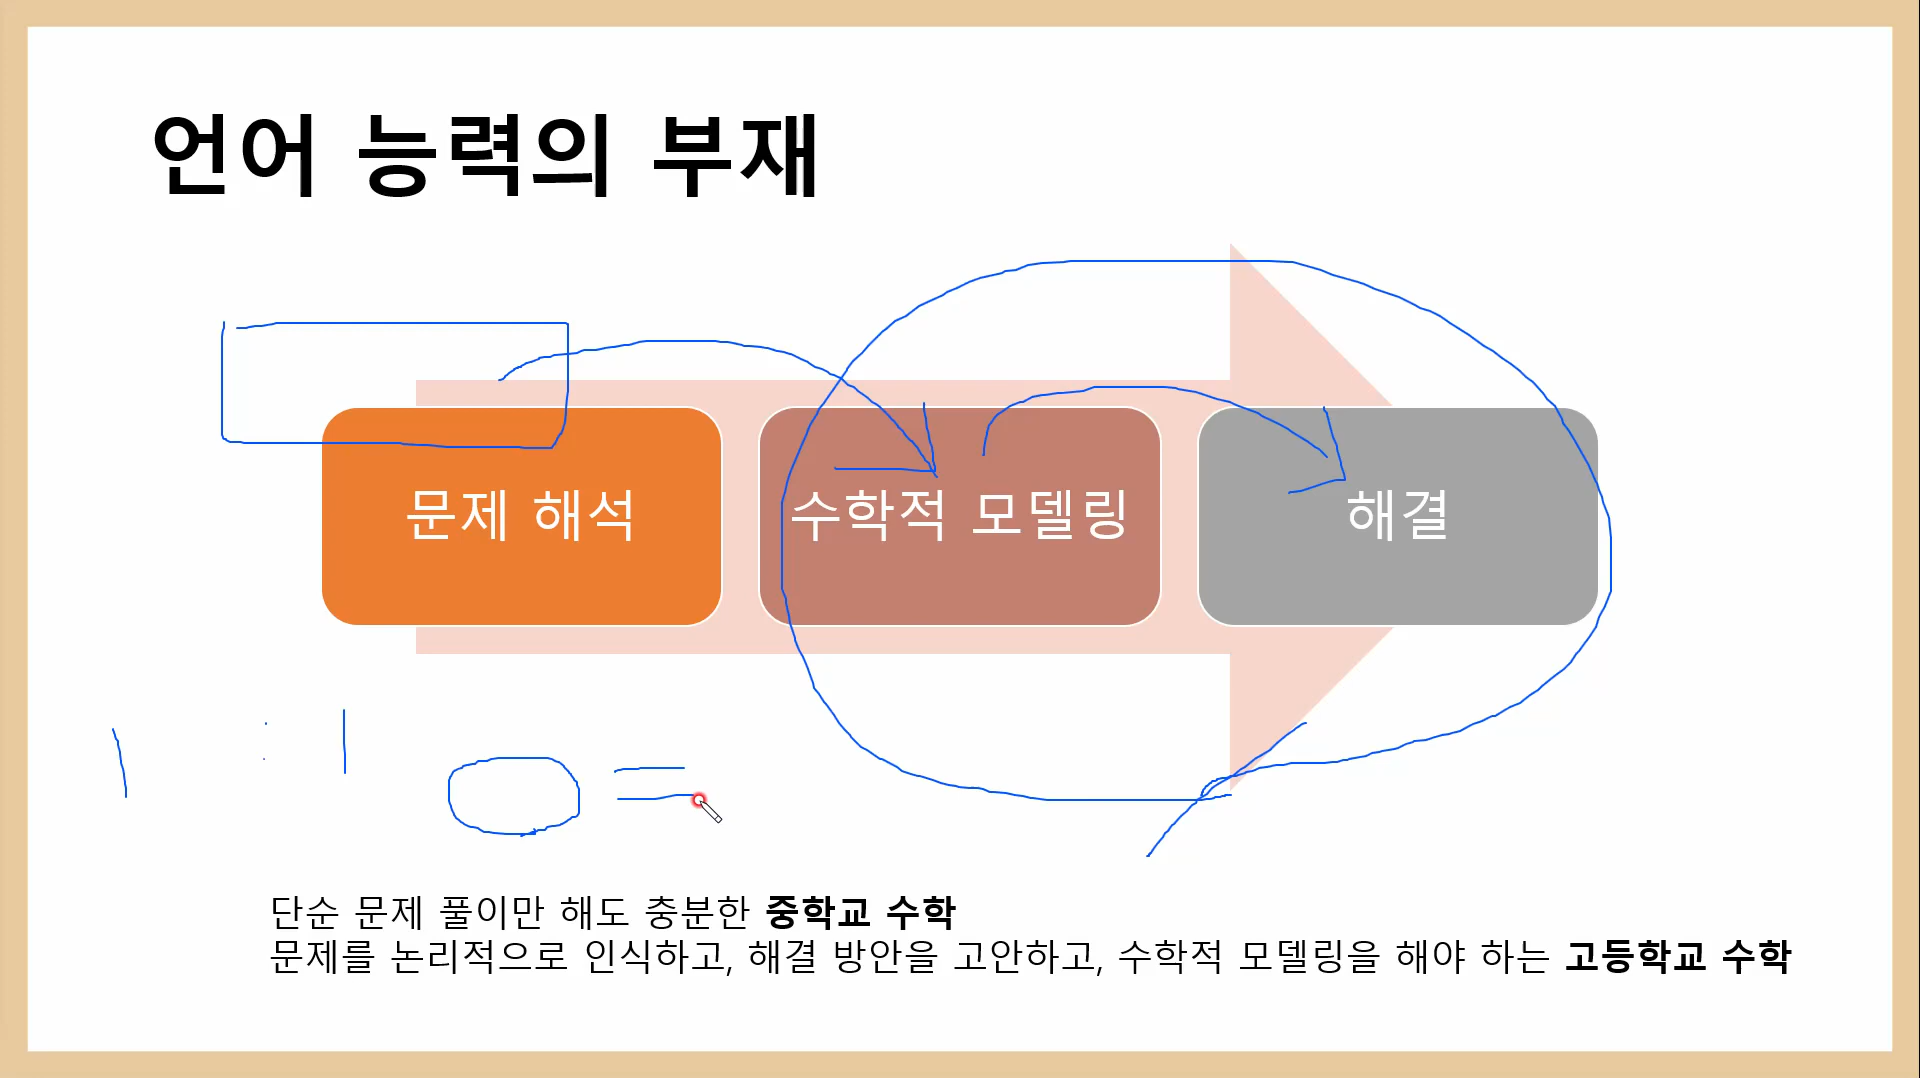 언어 능력의 부재
문제 해석
수학적 모델링
해결
1 : 1
단순 문제 풀이만 해도 충분한 중학교 수학
문제를 논리적으로 인식하고, 해결 방안을 고안하고, 수학적 모델링을 해야 하는 고등학교 수학